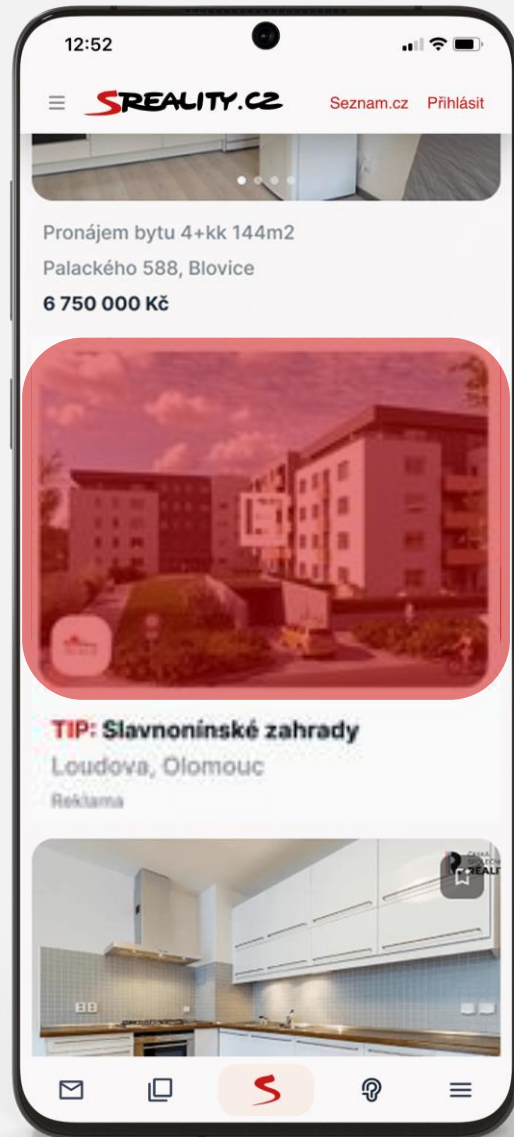 12:52
SREALITY.CZ
Seznam.cz Přihlásit
Pronájem bytu 4+kk 144m2
Palackého 588, Blovice
6 750 000 Kč
TIP: Slavnonínské zahrady
Loudova, Olomouc
Reklama